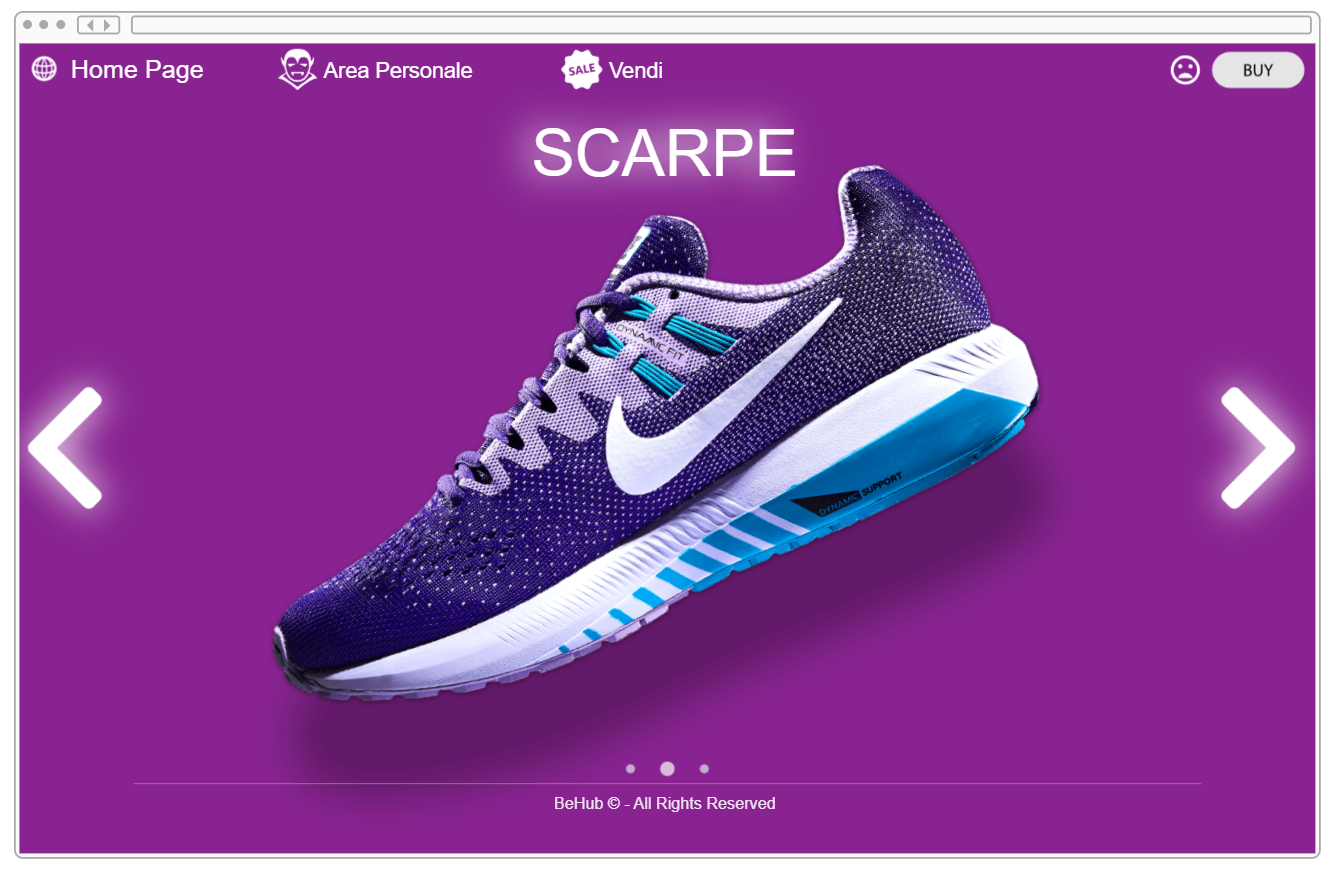 Home Page
Area Personale
SALE
Vendi
BUY
SCARPE
DYNAMIC FIT
DYNAMIC SUPPORT
BeHub © - All Rights Reserved